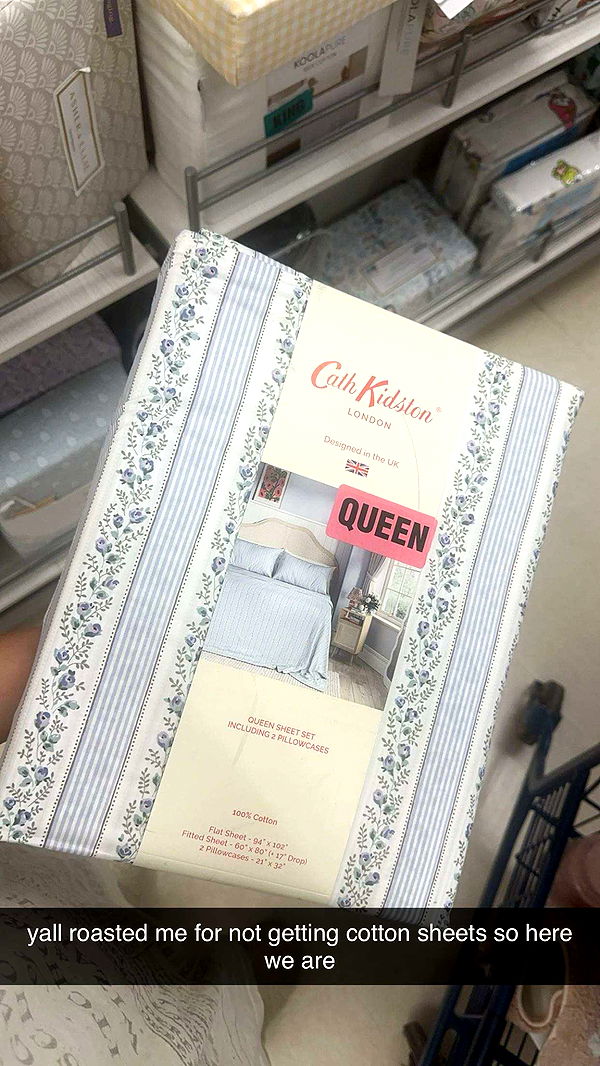 KOOLAPURE
KING
Cath Kidston®
LONDON
Designed in the UK
QUEEN
QUEEN SHEET SET
INCLUDING 2 PILLOWCASES
100% Cotton
Flat Sheet - 94" x 102"
Fitted Sheet - 60" x 80" (+ 17" Drop)
2 Pillowcases - 21" x 32"
yall roasted me for not getting cotton sheets so here
we are